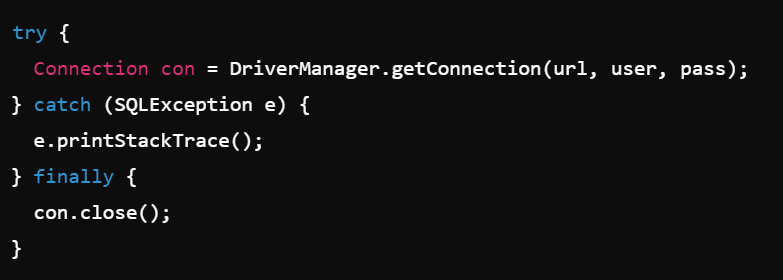 try {
  Connection con = DriverManager.getConnection(url, user, pass);
} catch (SQLException e) {
  e.printStackTrace();
} finally {
  con.close();
}